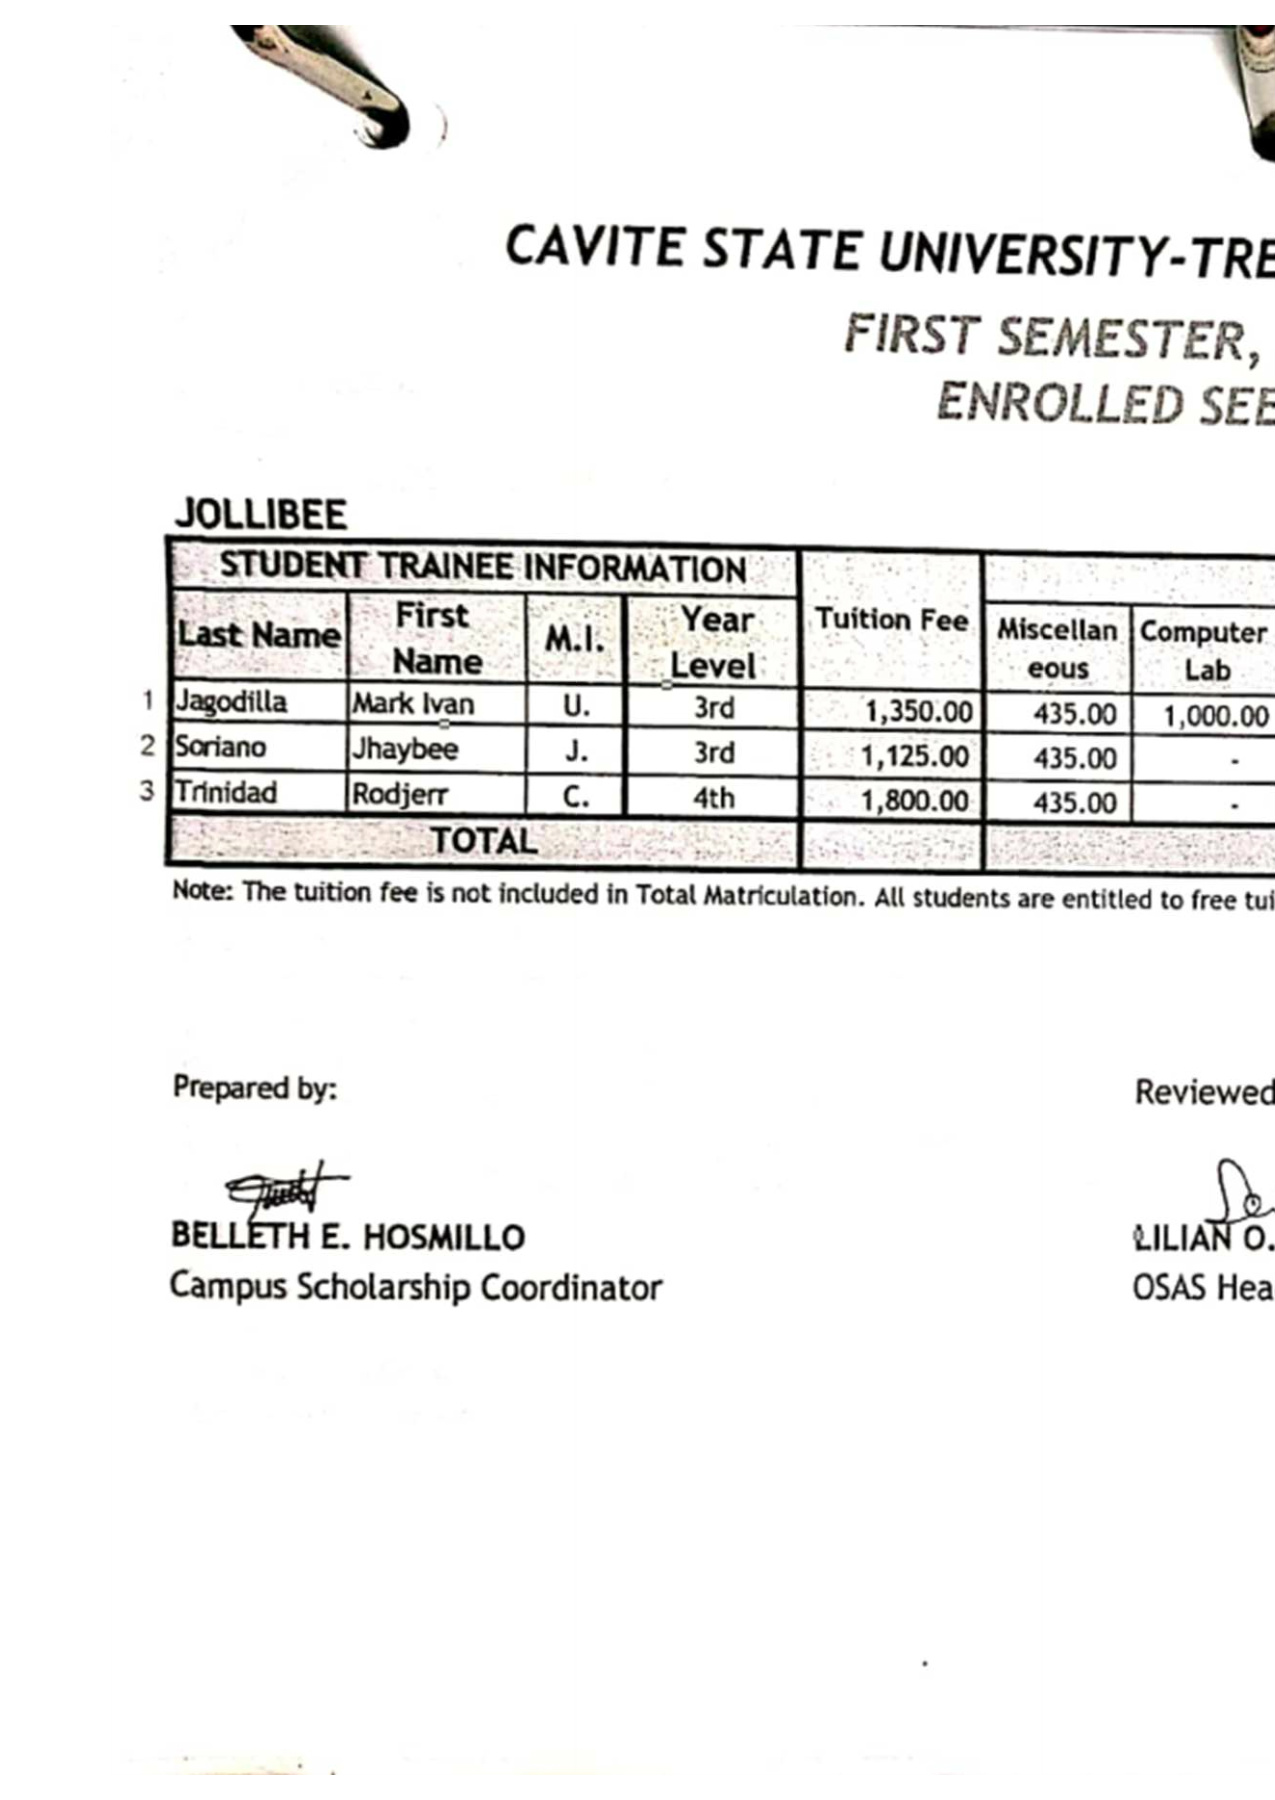 CAVITE STATE UNIVERSITY-TRE
FIRST SEMESTER,
ENROLLED SEE
JOLLIBEE
STUDENT TRAINEE INFORMATION
Last Name First Name M.I. Year Level Tuition Fee Miscellan eous Computer Lab
1 Jagodilla Mark Ivan U. 3rd 1,350.00 435.00 1,000.00
2 Soriano Jhaybee J. 3rd 1,125.00 435.00 -
3 Trinidad Rodjerr C. 4th 1,800.00 435.00 -
TOTAL
Note: The tuition fee is not included in Total Matriculation. All students are entitled to free tui
Prepared by: Reviewed
BELLETH E. HOSMILLO LILIAN O.
Campus Scholarship Coordinator OSAS Hea